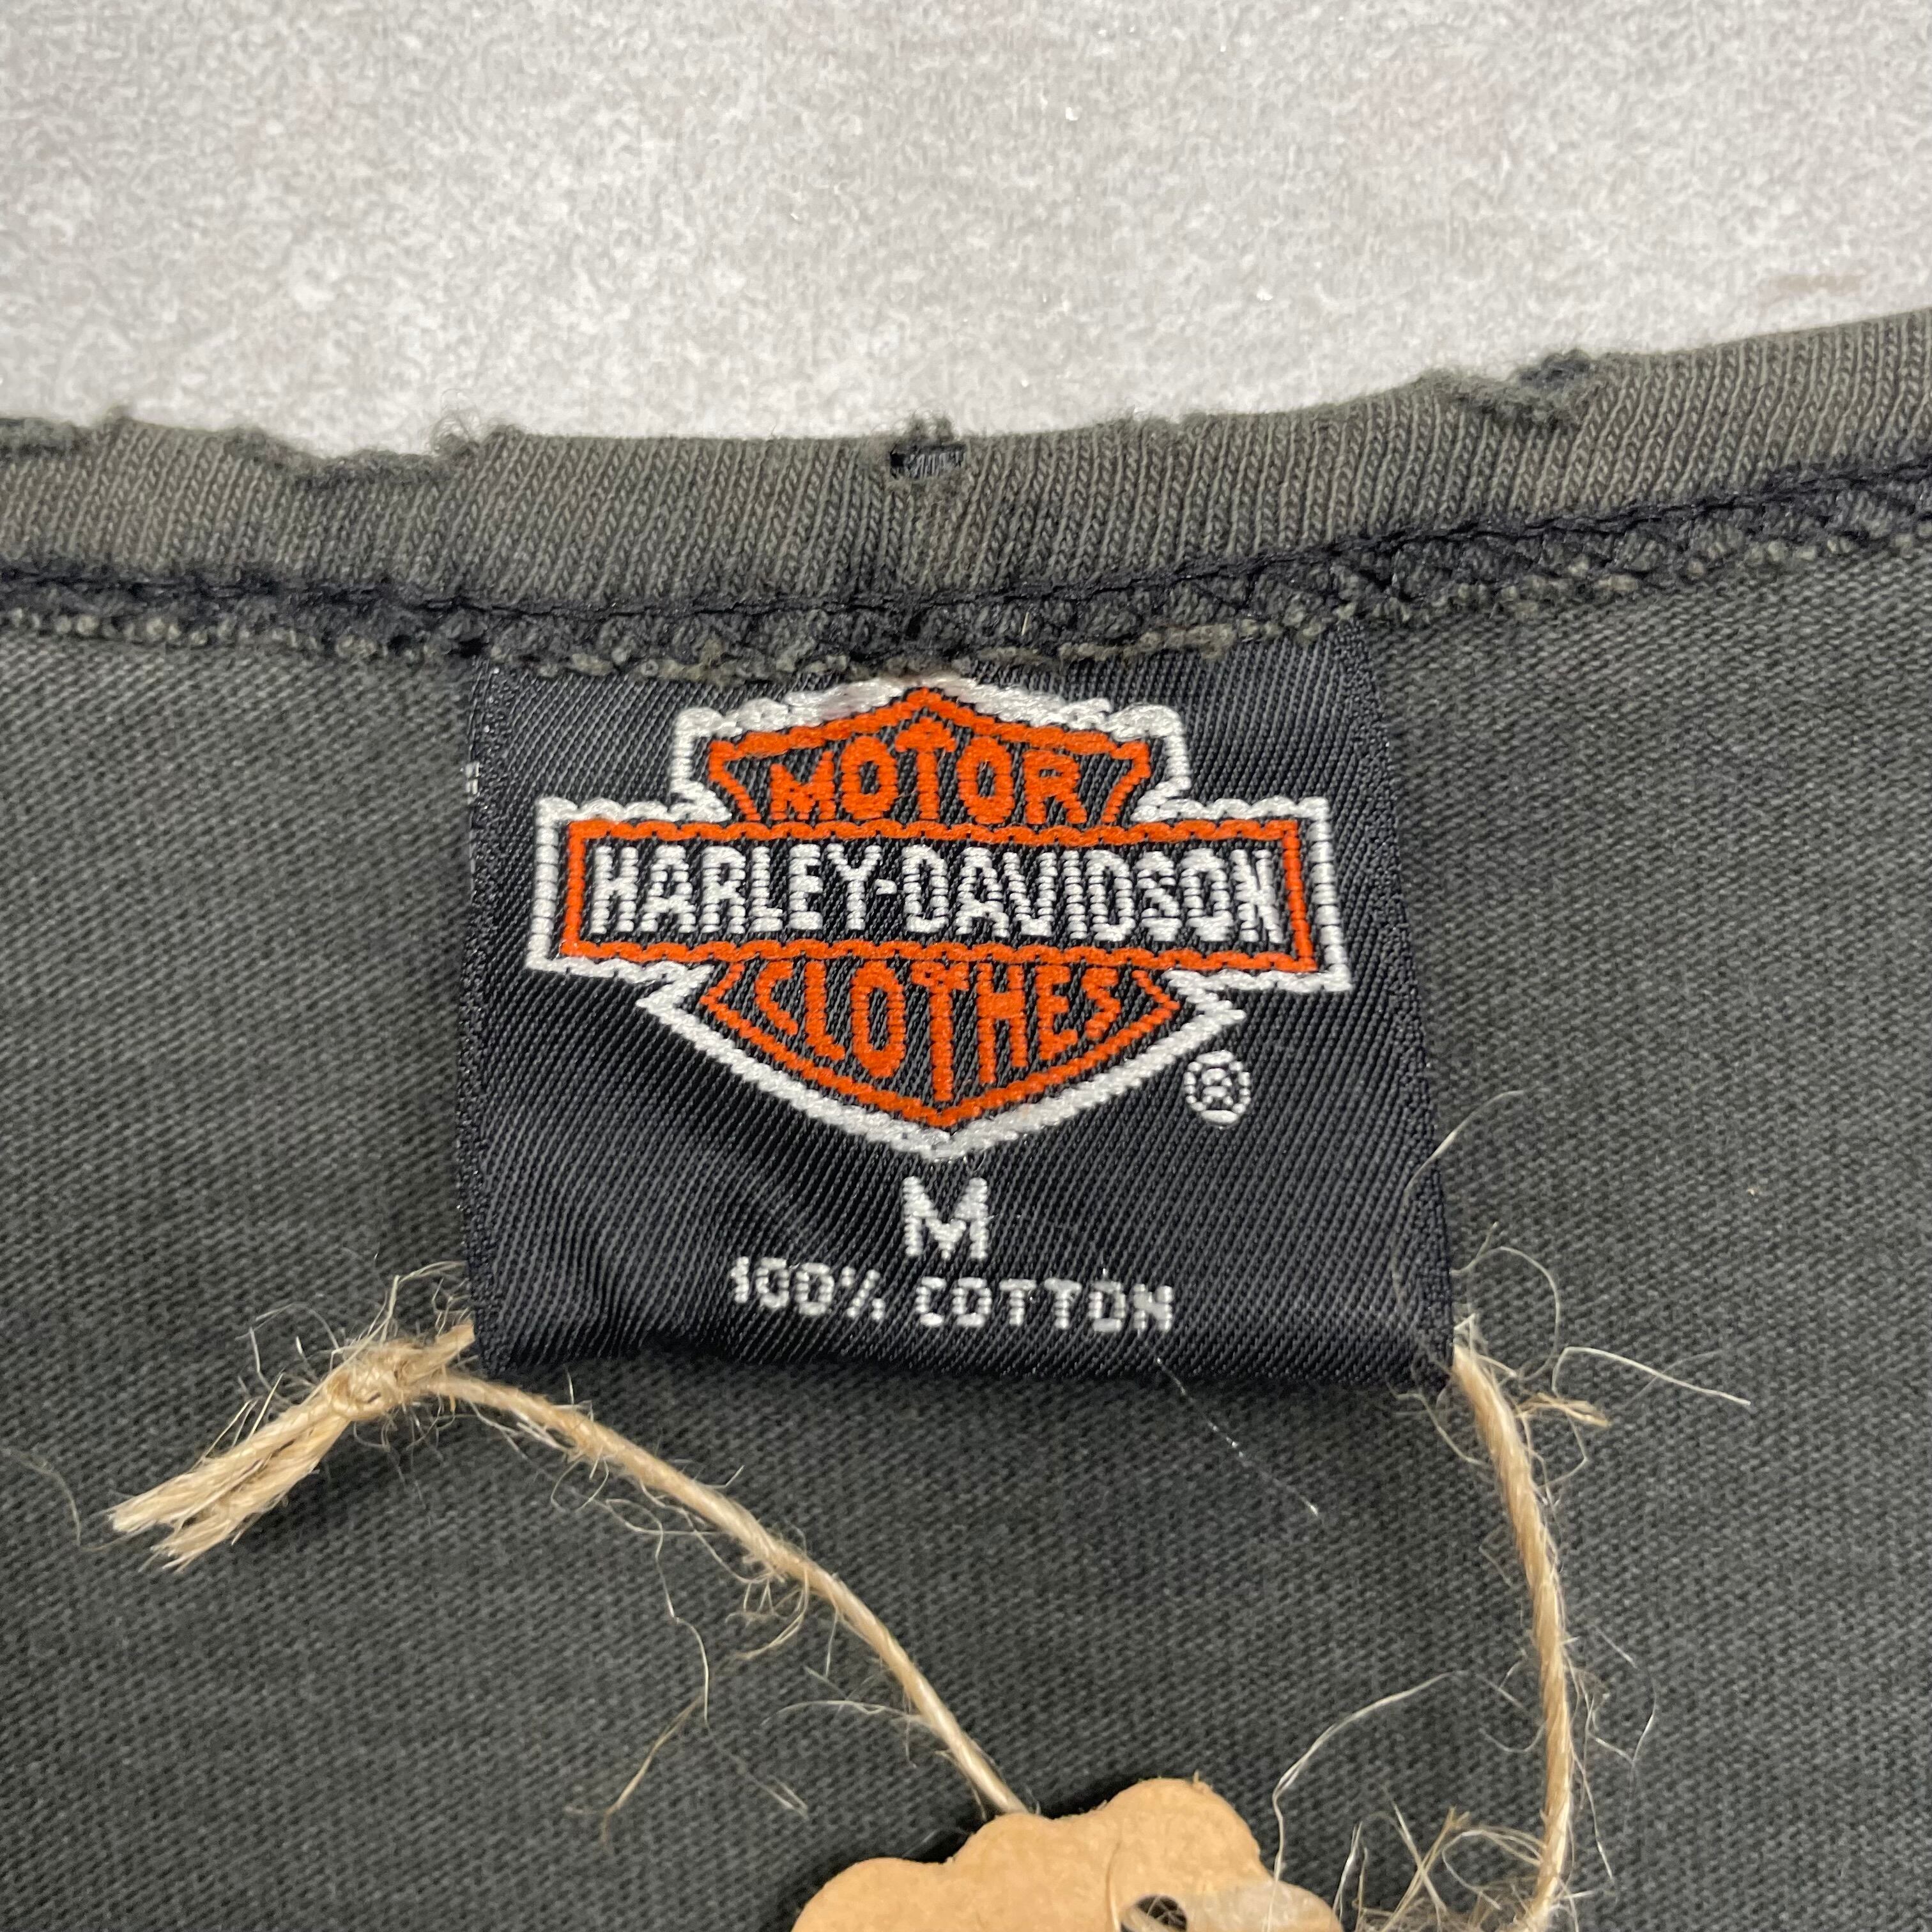 MOTOR
HARLEY-DAVIDSON
CLOTHES
®
M
100% COTTON